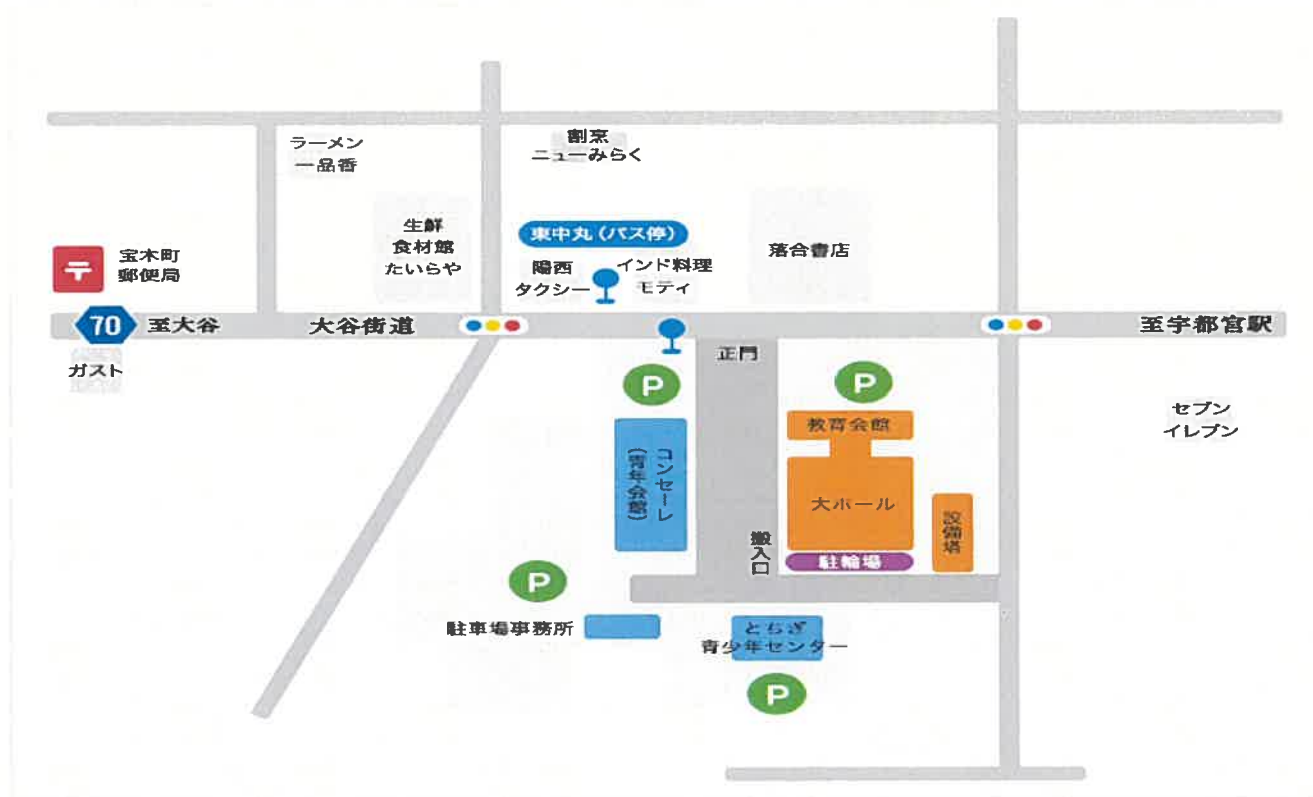 ラーメン
一品香
割烹
ニューみらく
生鮮
食材館
たいらや
東中丸(バス停)
陽西
タクシー
インド料理
モティ
落合書店
〒
宝木町
郵便局
70
至大谷
大谷街道
至宇都宮駅
ガスト
正門
P
P
セブン
イレブン
教育会館
コンセーレ
(青年会館)
大ホール
設備塔
搬入口
駐輪場
P
駐車場事務所
とちぎ
青少年センター
P